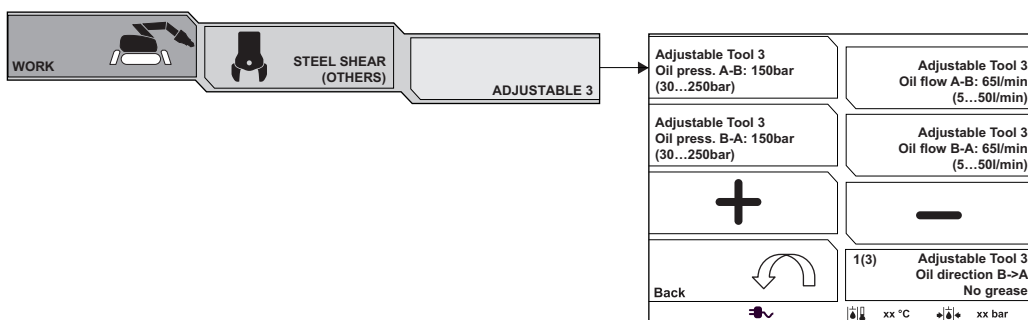 WORK
STEEL SHEAR
(OTHERS)
ADJUSTABLE 3
Adjustable Tool 3
Oil press. A-B: 150bar
(30...250bar)
Adjustable Tool 3
Oil flow A-B: 65l/min
(5...50l/min)
Adjustable Tool 3
Oil press. B-A: 150bar
(30...250bar)
Adjustable Tool 3
Oil flow B-A: 65l/min
(5...50l/min)
Back
1(3) Adjustable Tool 3
Oil direction B->A
No grease
xx °C xx bar